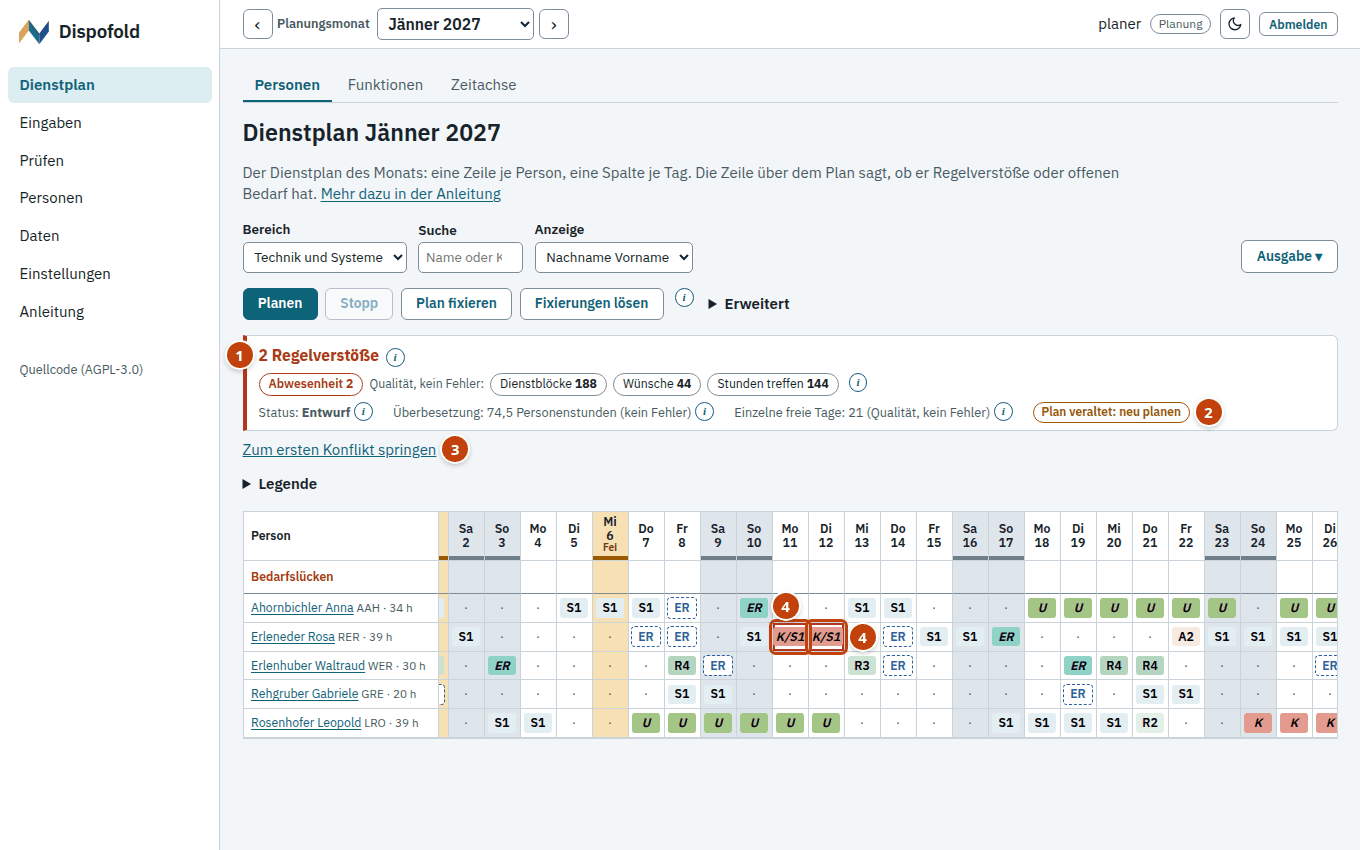 Dispofold
Dienstplan
Eingaben
Prüfen
Personen
Daten
Einstellungen
Anleitung
Quellcode (AGPL-3.0)
‹ Planungsmonat Jänner 2027 ›
planer Planung Abmelden
Personen Funktionen Zeitachse
Dienstplan Jänner 2027
Der Dienstplan des Monats: eine Zeile je Person, eine Spalte je Tag. Die Zeile über dem Plan sagt, ob er Regelverstöße oder offenen
Bedarf hat. Mehr dazu in der Anleitung
Bereich Suche Anzeige
Technik und Systeme Name oder K Nachname Vorname Ausgabe ▾
Planen Stopp Plan fixieren Fixierungen lösen i ▶ Erweitert
1 2 Regelverstöße i
Abwesenheit 2 Qualität, kein Fehler: Dienstblöcke 188 Wünsche 44 Stunden treffen 144 i
Status: Entwurf i Überbesetzung: 74,5 Personenstunden (kein Fehler) i Einzelne freie Tage: 21 (Qualität, kein Fehler) i Plan veraltet: neu planen 2
Zum ersten Konflikt springen 3
▶ Legende
Person Sa 2 So 3 Mo 4 Di 5 Mi 6 Fei Do 7 Fr 8 Sa 9 So 10 Mo 11 Di 12 Mi 13 Do 14 Fr 15 Sa 16 So 17 Mo 18 Di 19 Mi 20 Do 21 Fr 22 Sa 23 So 24 Mo 25 Di 26
Bedarfslücken
Ahornbichler Anna AAH · 34 h · · · S1 S1 S1 ER · ER 4 · S1 S1 · · · U U U U U U · U U
Erleneder Rosa RER · 39 h S1 · · · · ER ER · S1 K/S1 K/S1 4 ER S1 S1 ER · · · · A2 S1 S1 S1 S1
Erlenhuber Waltraud WER · 30 h · ER · · · · R4 ER · · · R3 ER · · · · ER R4 R4 · · · · ER
Rehgruber Gabriele GRE · 20 h · · · · · · S1 S1 · · · · · · · · · ER · S1 S1 · · · ·
Rosenhofer Leopold LRO · 39 h · S1 S1 · · U U U U U U · · · · S1 S1 S1 S1 R2 · · K K K